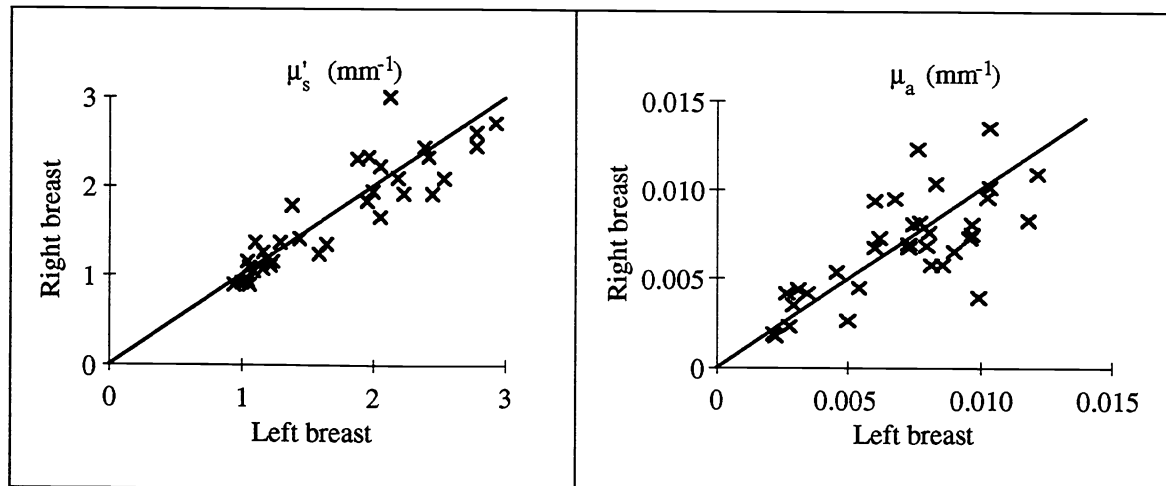 μ's (mm-1)
3
2
1
0
Right breast
0 1 2 3
Left breast
μa (mm-1)
0.015
0.010
0.005
0
Right breast
0 0.005 0.010 0.015
Left breast